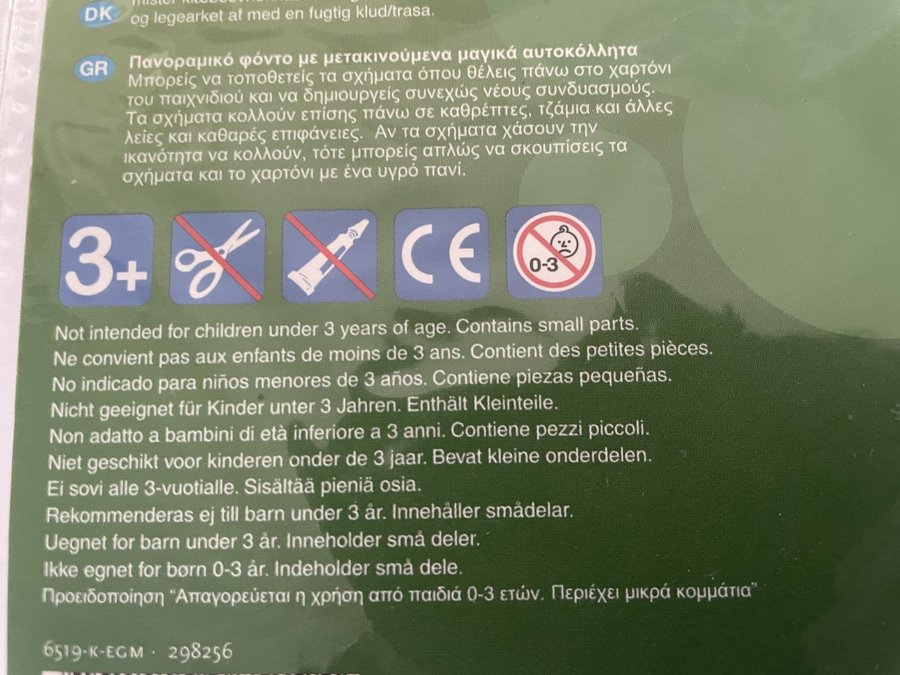 DK
og legearket af med en fugtig klud/trasa.
GR
Πανοραμικό φόντο με μετακινούμενα μαγικά αυτοκόλλητα
Μπορείς να τοποθετείς τα σχήματα όπου θέλεις πάνω στο χαρτόνι
του παιχνιδιού και να δημιουργείς συνεχώς νέους συνδυασμούς.
Τα σχήματα κολλούν επίσης πάνω σε καθρέπτες, τζάμια και άλλες
λείες και καθαρές επιφάνειες. Αν τα σχήματα χάσουν την
ικανότητα να κολλούν, τότε μπορείς απλώς να σκουπίσεις τα
σχήματα και το χαρτόνι με ένα υγρό πανί.
3+
CE
0-3
Not intended for children under 3 years of age. Contains small parts.
Ne convient pas aux enfants de moins de 3 ans. Contient des petites pièces.
No indicado para niños menores de 3 años. Contiene piezas pequeñas.
Nicht geeignet für Kinder unter 3 Jahren. Enthält Kleinteile.
Non adatto a bambini di età inferiore a 3 anni. Contiene pezzi piccoli.
Niet geschikt voor kinderen onder de 3 jaar. Bevat kleine onderdelen.
Ei sovi alle 3-vuotialle. Sisältää pieniä osia.
Rekommenderas ej till barn under 3 år. Innehåller smådelar.
Uegnet for barn under 3 år. Inneholder små deler.
Ikke egnet for børn 0-3 år. Indeholder små dele.
Προειδοποίηση “Απαγορεύεται η χρήση από παιδιά 0-3 ετών. Περιέχει μικρά κομμάτια”
6519-K-EGM · 298256